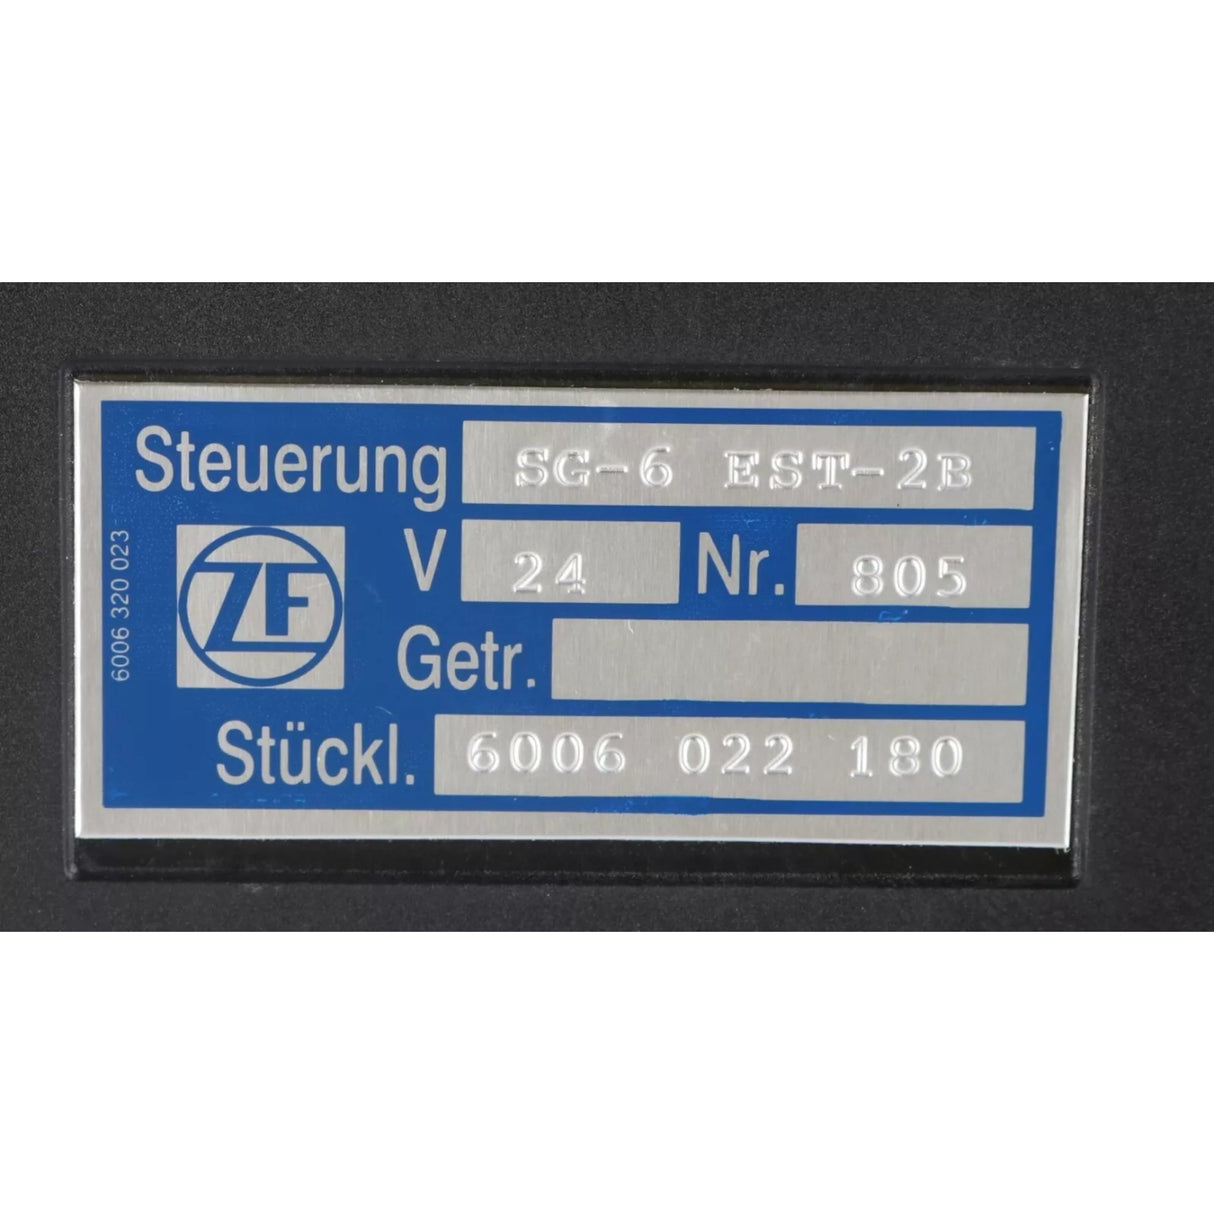 Steuerung SG-6 EST-2B
V 24 Nr. 805
ZF
Getr.
Stückl. 6006 022 180
6006 320 023